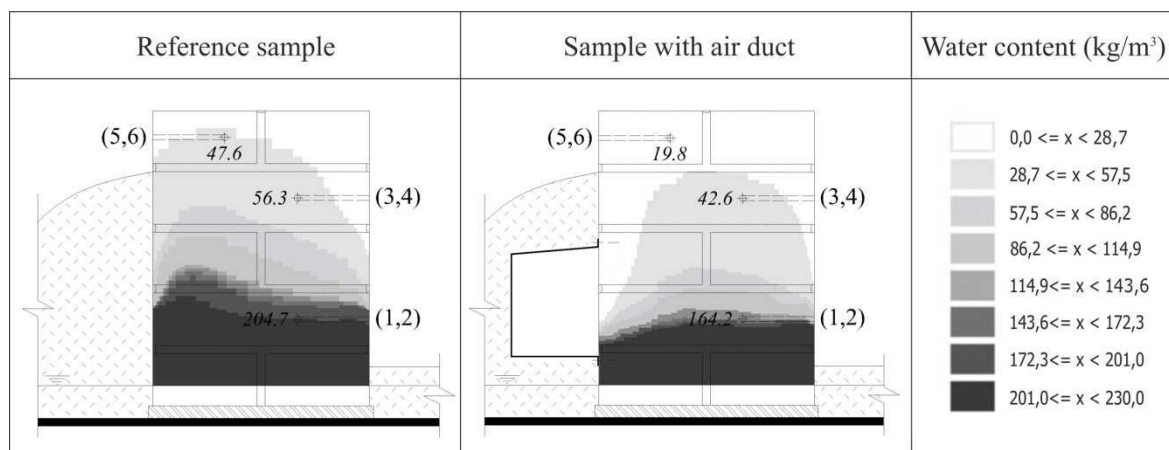 Reference sample
Sample with air duct
Water content (kg/m³)
(5,6)
47.6
56.3
(3,4)
204.7
(1,2)
(5,6)
19.8
42.6
(3,4)
164.2
(1,2)
0,0 <= x < 28,7
28,7 <= x < 57,5
57,5 <= x < 86,2
86,2 <= x < 114,9
114,9 <= x < 143,6
143,6 <= x < 172,3
172,3<= x < 201,0
201,0<= x < 230,0